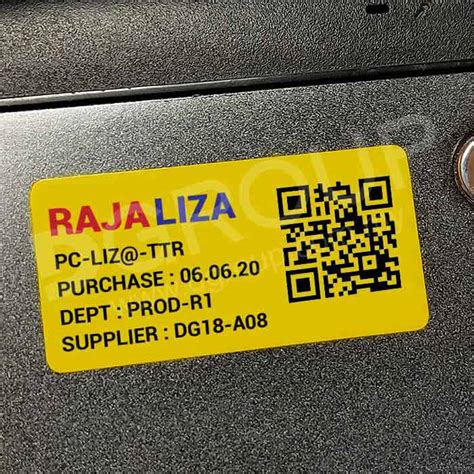 RAJA LIZA
PC-LIZ@-TTR
PURCHASE : 06.06.20
DEPT : PROD-R1
SUPPLIER : DG18-A08